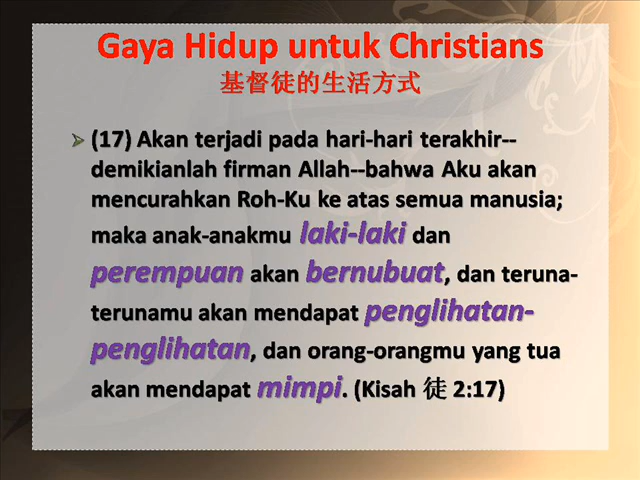 Gaya Hidup untuk Christians
基督徒的生活方式
(17) Akan terjadi pada hari-hari terakhir--
demikianlah firman Allah--bahwa Aku akan
mencurahkan Roh-Ku ke atas semua manusia;
maka anak-anakmu laki-laki dan
perempuan akan bernubuat, dan teruna-
terunamu akan mendapat penglihatan-
penglihatan, dan orang-orangmu yang tua
akan mendapat mimpi. (Kisah 徒 2:17)